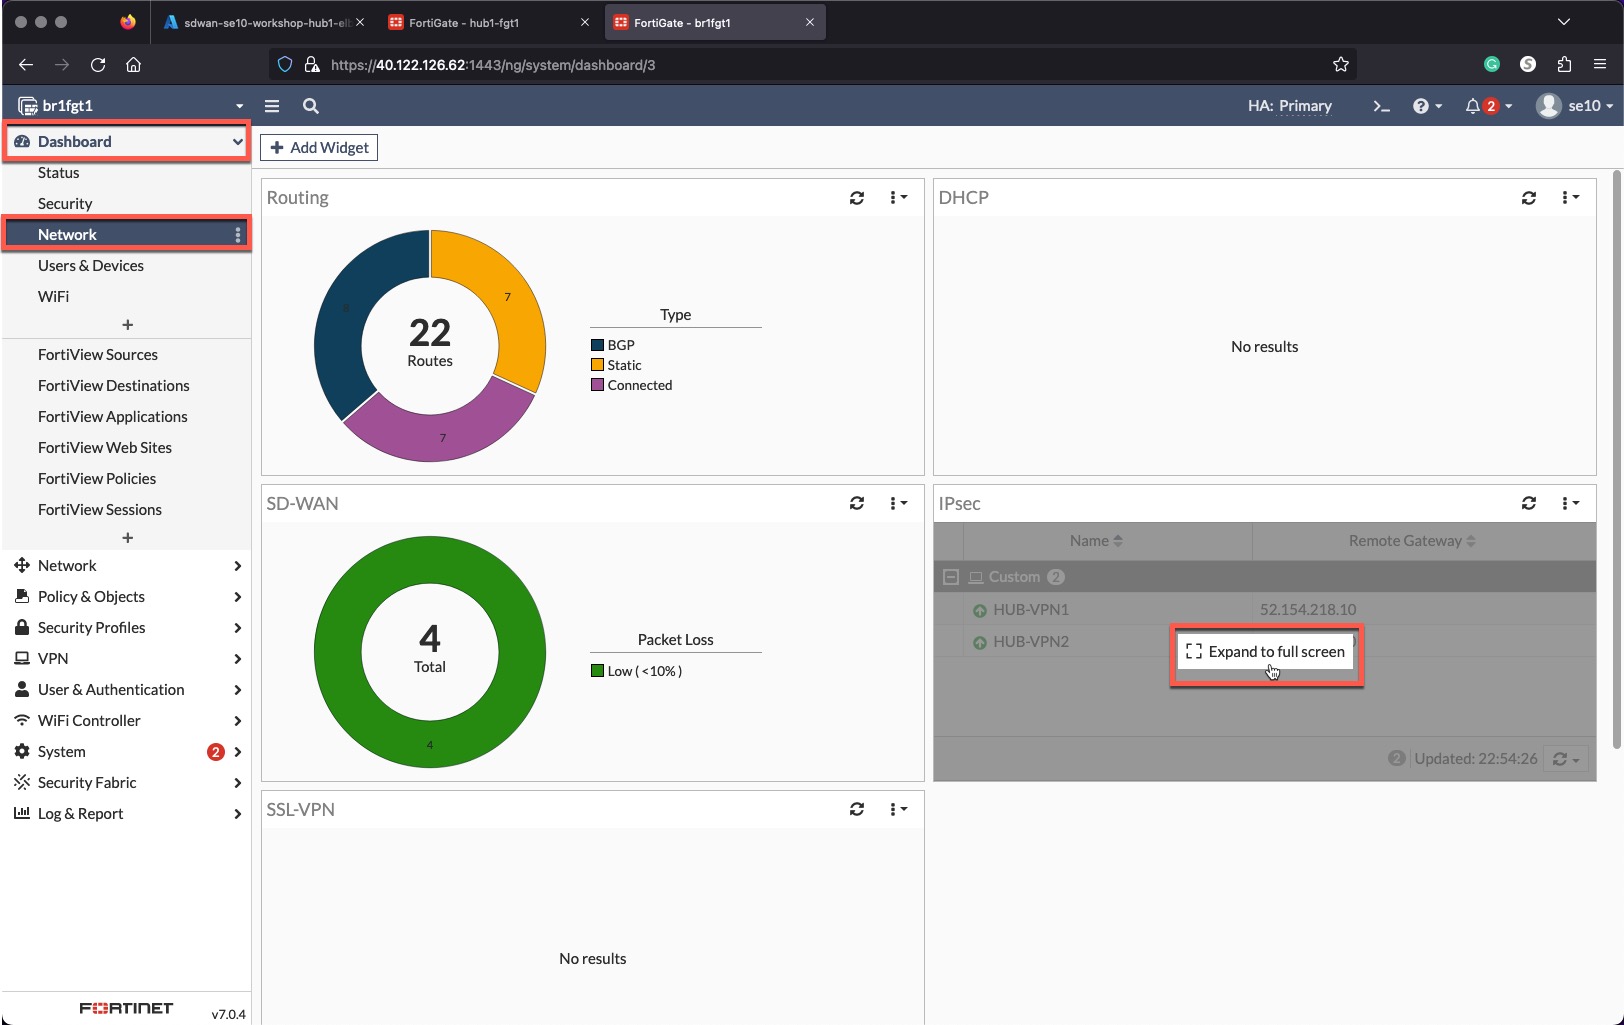 sdwan-se10-workshop-hub1-el
FortiGate - hub1-fgt1
FortiGate - br1fgt1
https://40.122.126.62:1443/ng/system/dashboard/3
br1fgt1
HA: Primary
2
se10
Dashboard
Status
Security
Network
Users & Devices
WiFi
+
FortiView Sources
FortiView Destinations
FortiView Applications
FortiView Web Sites
FortiView Policies
FortiView Sessions
+
Network
Policy & Objects
Security Profiles
VPN
User & Authentication
WiFi Controller
System 2
Security Fabric
Log & Report
FORTINET
v7.0.4
+ Add Widget
Routing
8
7
7
22
Routes
Type
BGP
Static
Connected
DHCP
No results
SD-WAN
4
Total
4
Packet Loss
Low ( <10% )
IPsec
Name
Remote Gateway
Custom 2
HUB-VPN1 52.154.218.10
HUB-VPN2
Expand to full screen
2 Updated: 22:54:26
SSL-VPN
No results